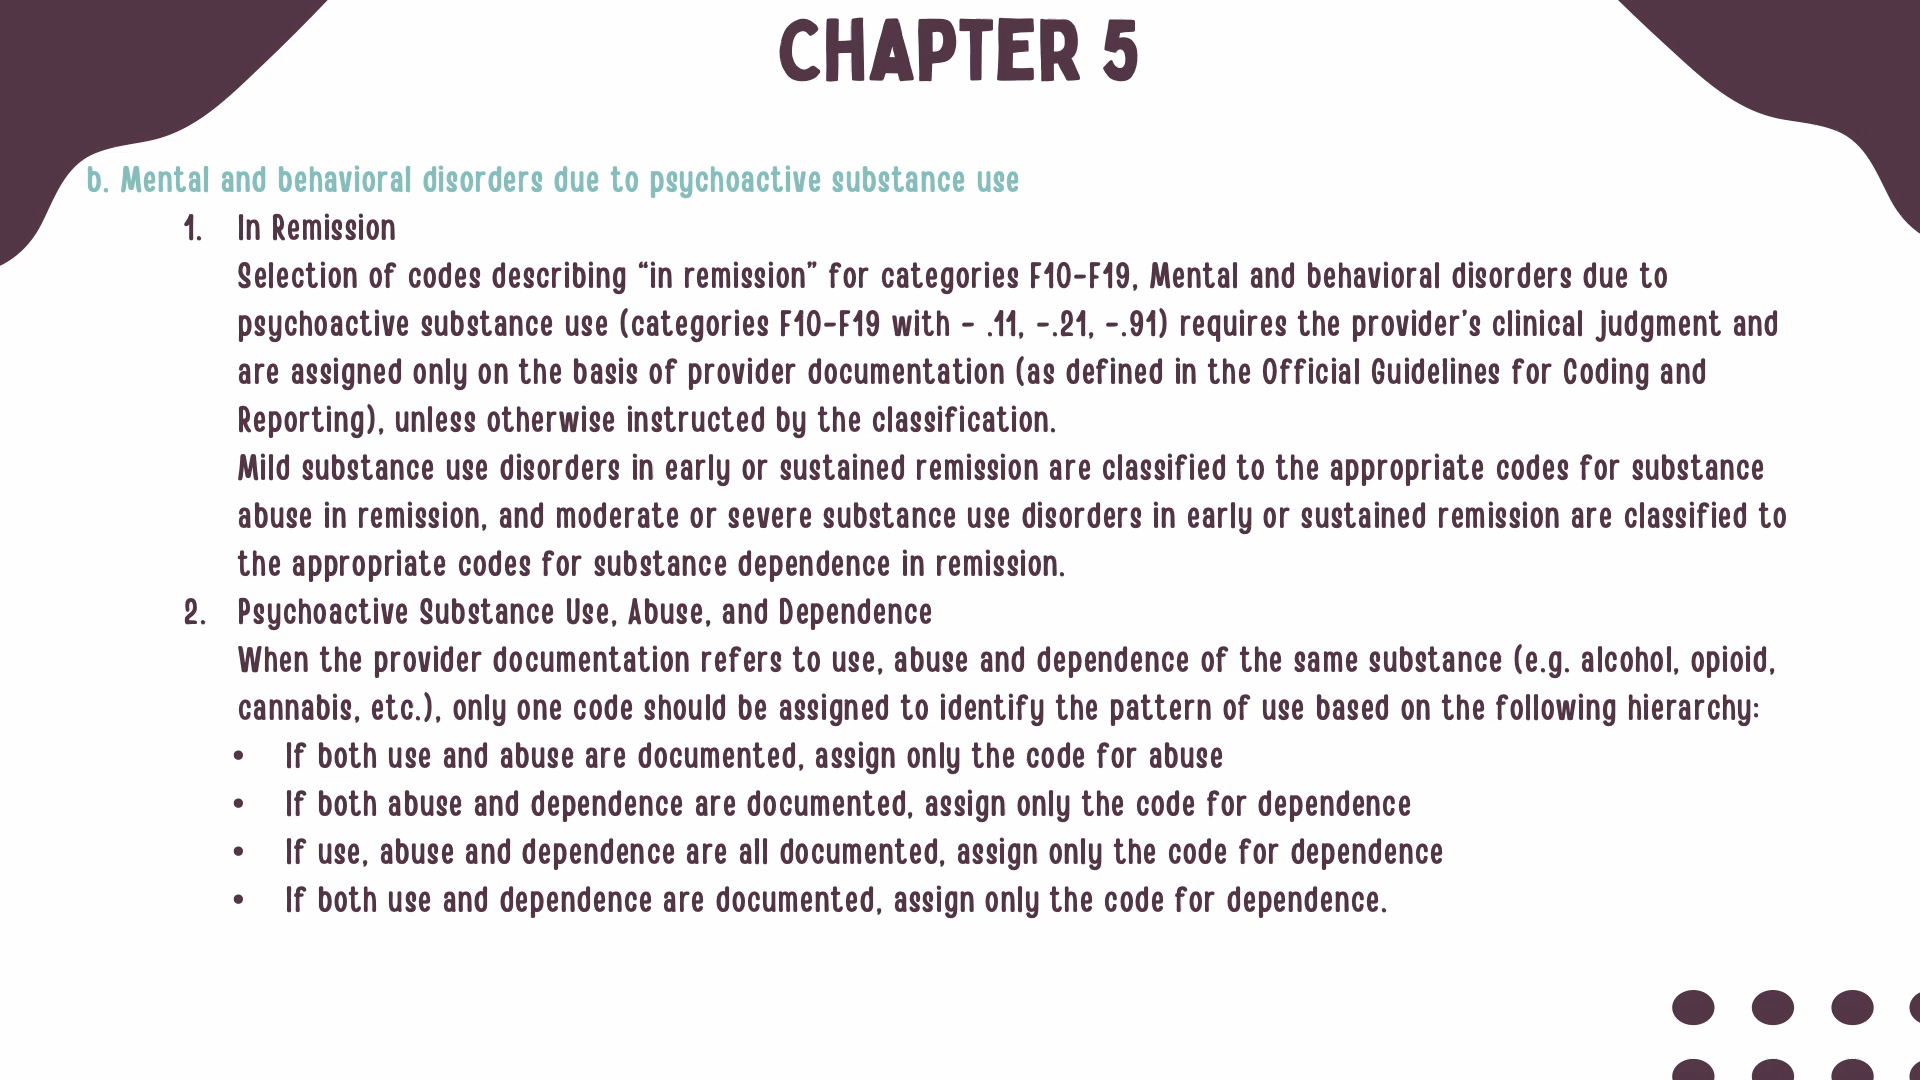 CHAPTER 5
b. Mental and behavioral disorders due to psychoactive substance use
1. In Remission
Selection of codes describing “in remission” for categories F10-F19, Mental and behavioral disorders due to
psychoactive substance use (categories F10-F19 with - .11, -.21, -.91) requires the provider’s clinical judgment and
are assigned only on the basis of provider documentation (as defined in the Official Guidelines for Coding and
Reporting), unless otherwise instructed by the classification.
Mild substance use disorders in early or sustained remission are classified to the appropriate codes for substance
abuse in remission, and moderate or severe substance use disorders in early or sustained remission are classified to
the appropriate codes for substance dependence in remission.
2. Psychoactive Substance Use, Abuse, and Dependence
When the provider documentation refers to use, abuse and dependence of the same substance (e.g. alcohol, opioid,
cannabis, etc.), only one code should be assigned to identify the pattern of use based on the following hierarchy:
• If both use and abuse are documented, assign only the code for abuse
• If both abuse and dependence are documented, assign only the code for dependence
• If use, abuse and dependence are all documented, assign only the code for dependence
• If both use and dependence are documented, assign only the code for dependence.